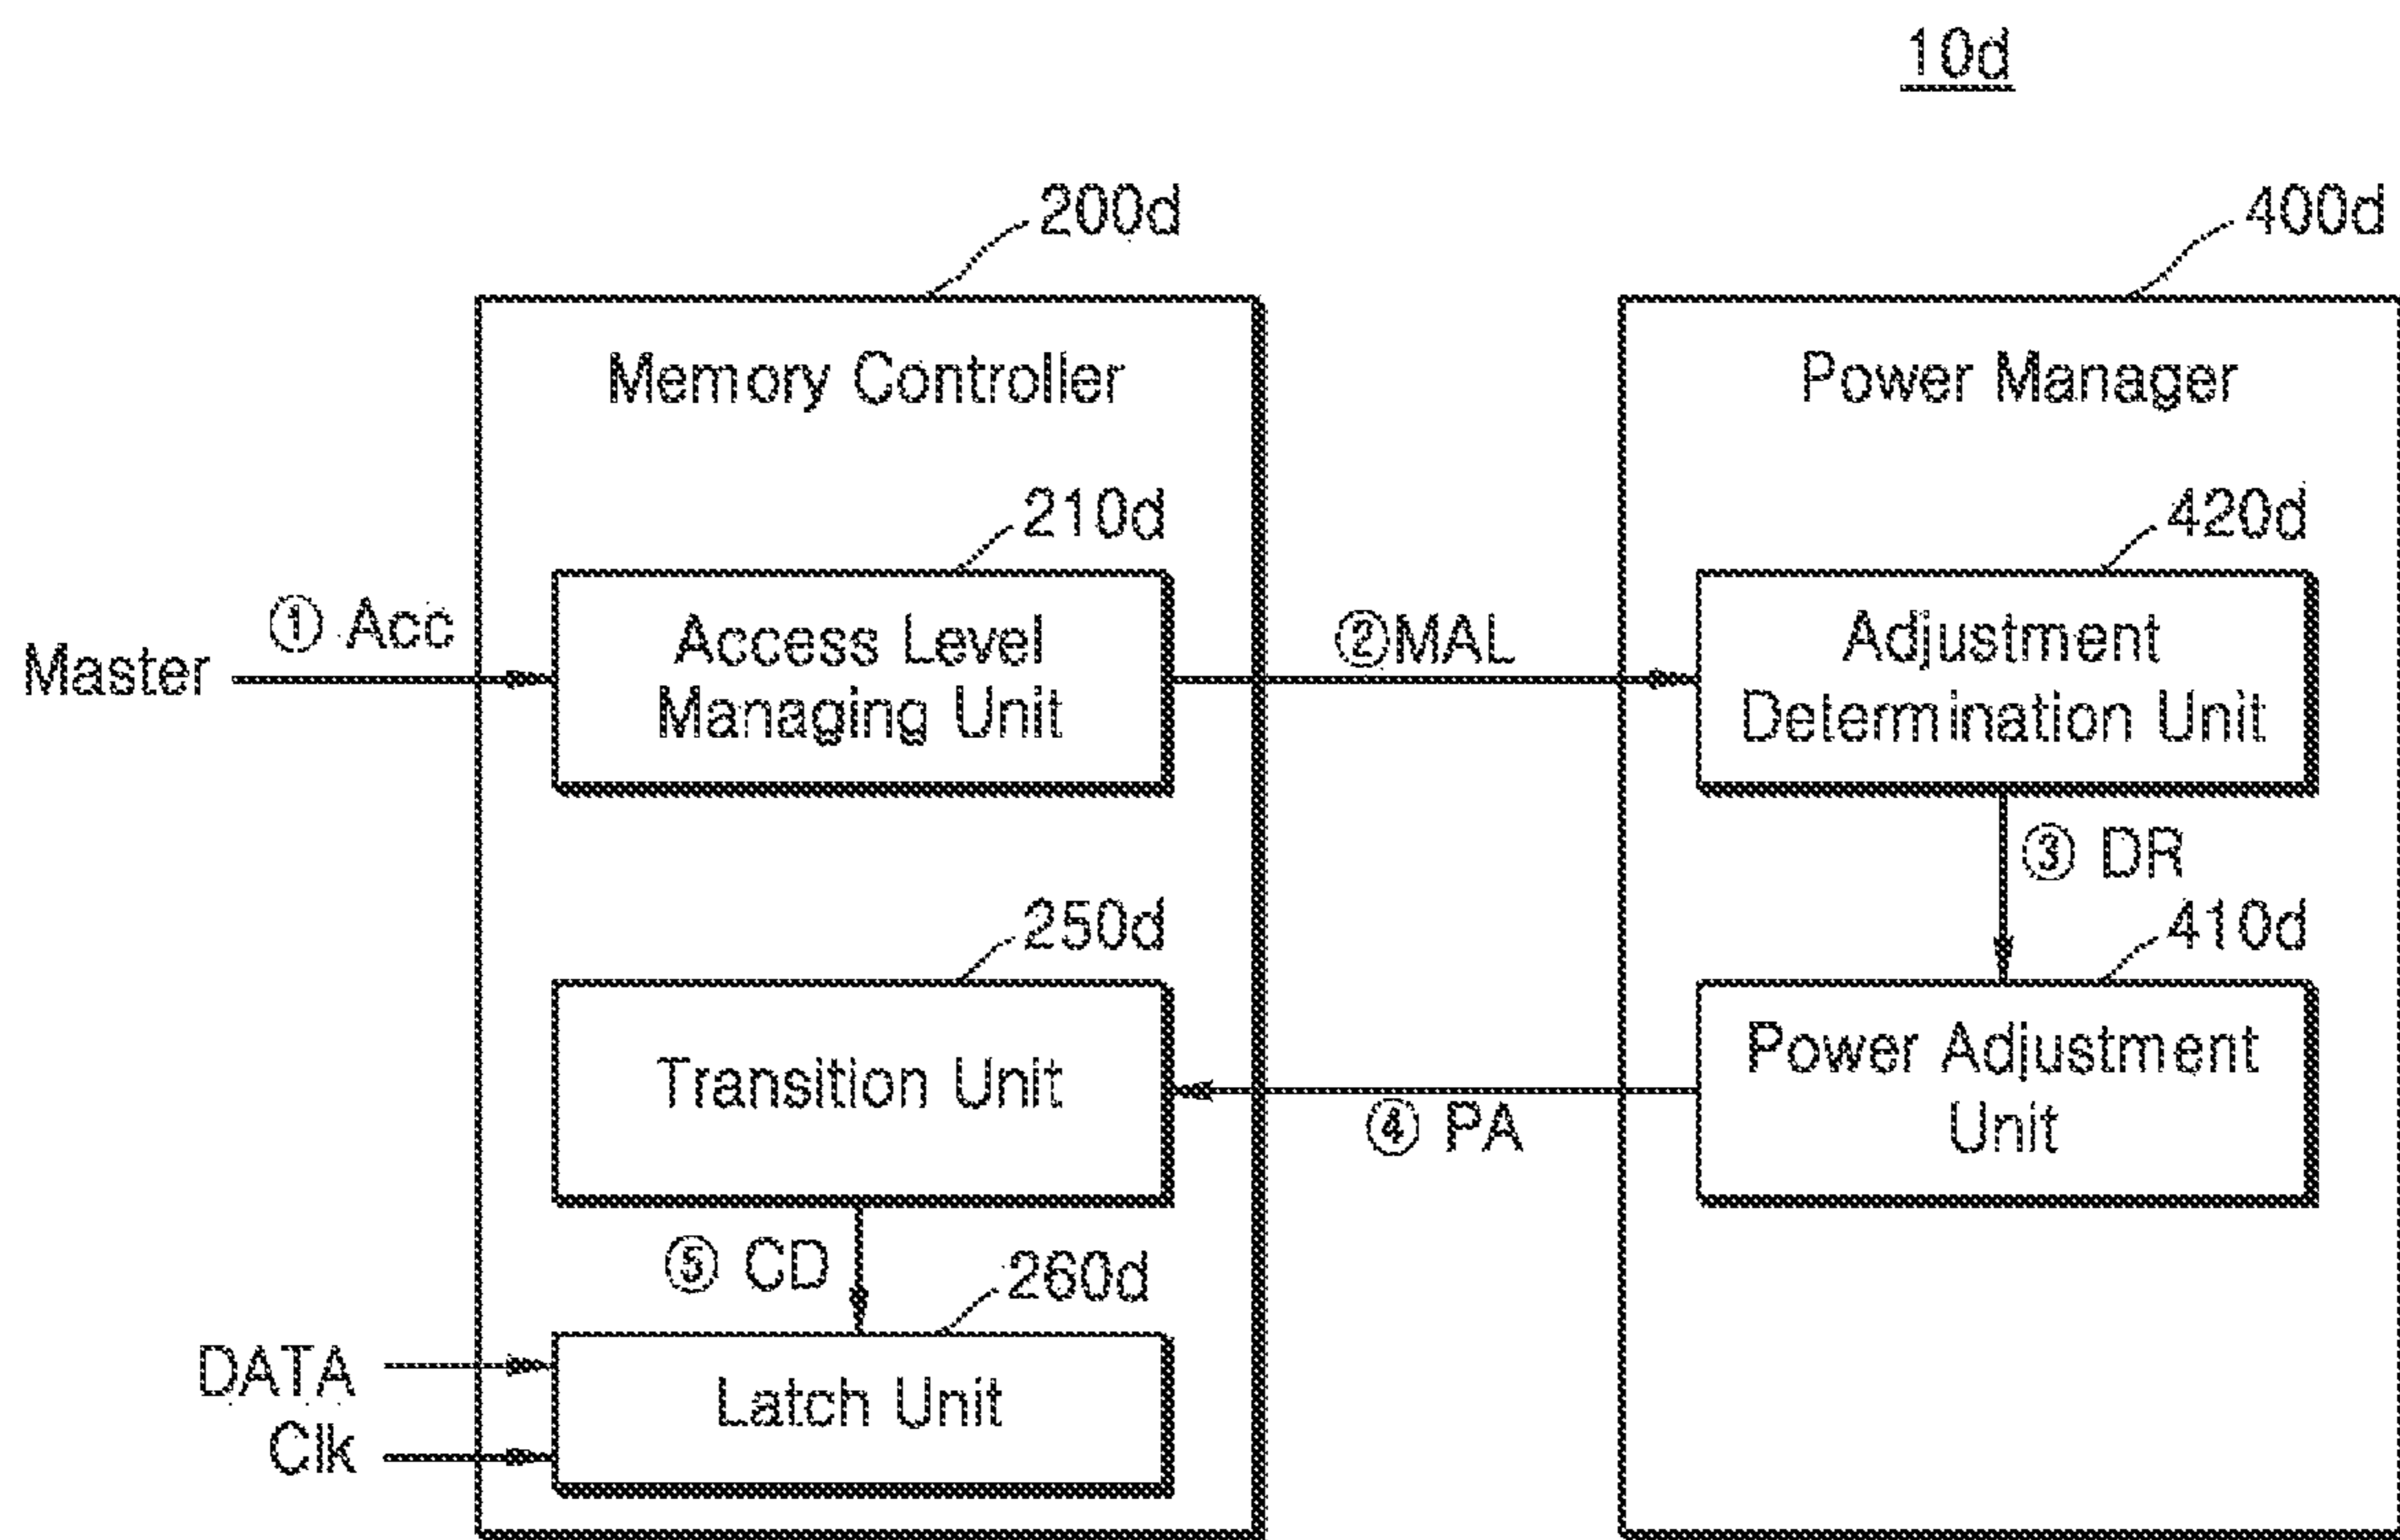 10d
200d
400d
Memory Controller
Power Manager
210d
420d
Master
① Acc
Access Level
Managing Unit
②MAL
Adjustment
Determination Unit
③ DR
250d
410d
Transition Unit
④ PA
Power Adjustment
Unit
⑤ CD
260d
DATA
Clk
Latch Unit